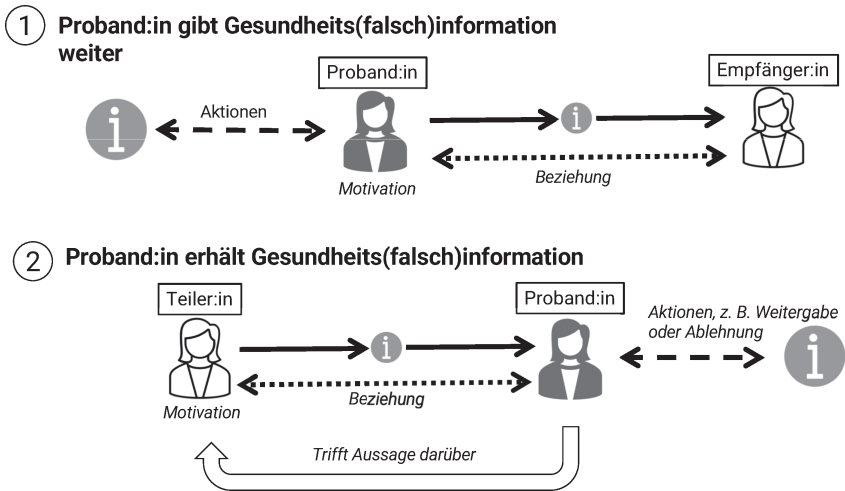 1 Proband:in gibt Gesundheits(falsch)information
weiter
Proband:in
Empfänger:in
Aktionen
i
i
Motivation
Beziehung
2 Proband:in erhält Gesundheits(falsch)information
Teiler:in
Proband:in
Aktionen, z. B. Weitergabe
oder Ablehnung
i
i
Beziehung
Motivation
Trifft Aussage darüber